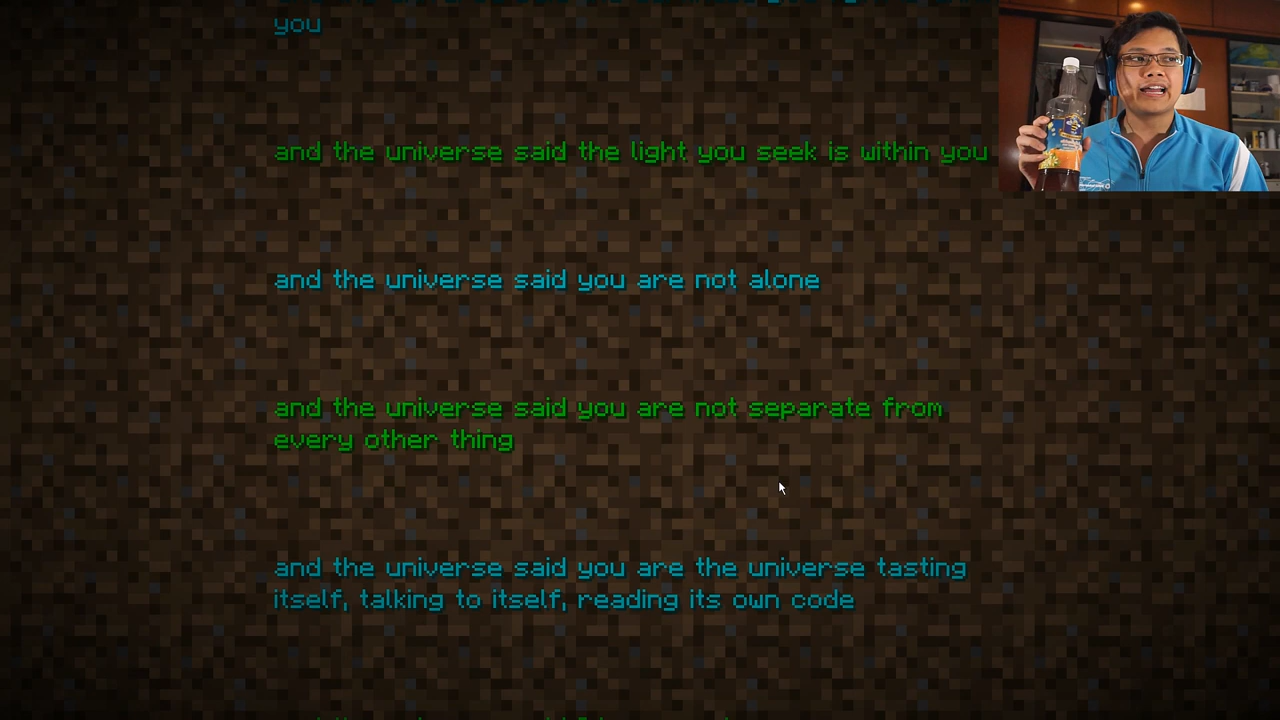 you
and the universe said the light you seek is within you
and the universe said you are not alone
and the universe said you are not separate from
every other thing
and the universe said you are the universe tasting
itself, talking to itself, reading its own code